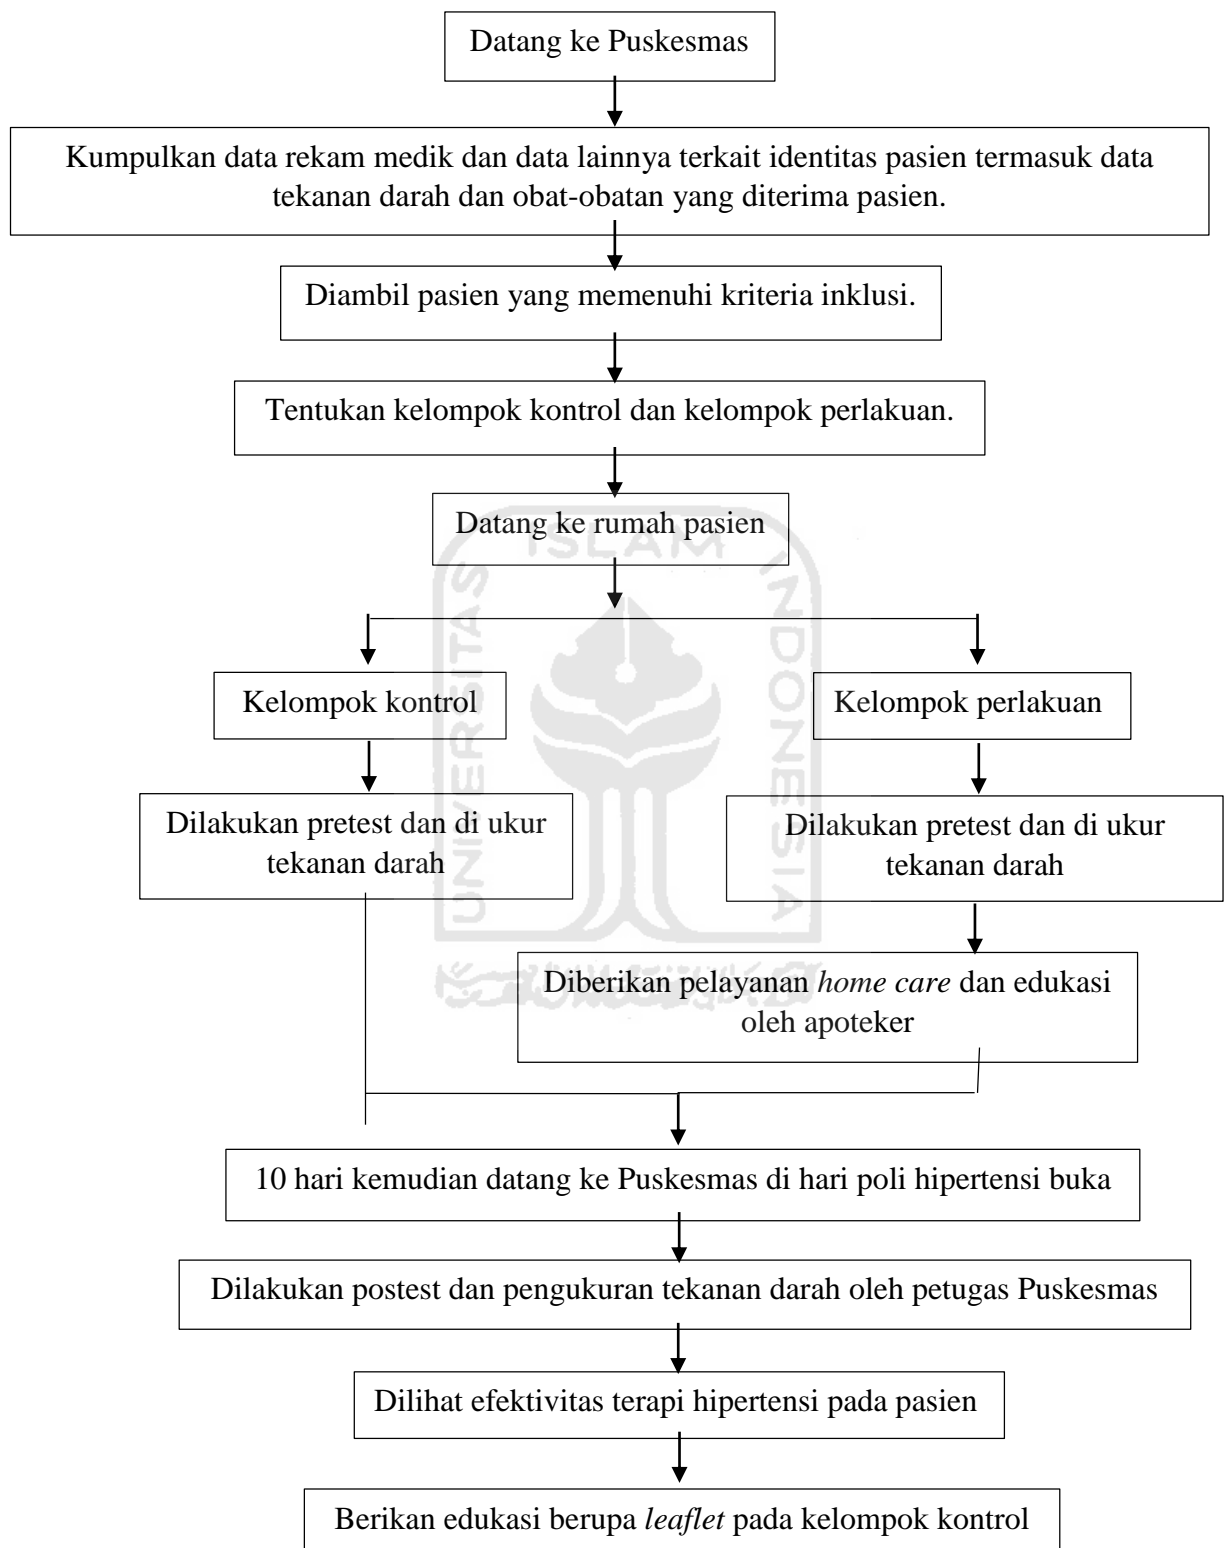 Datang ke Puskesmas
Kumpulkan data rekam medik dan data lainnya terkait identitas pasien termasuk data
tekanan darah dan obat-obatan yang diterima pasien.
Diambil pasien yang memenuhi kriteria inklusi.
Tentukan kelompok kontrol dan kelompok perlakuan.
Datang ke rumah pasien
UNIVERSITAS ISLAM INDONESIA
Kelompok kontrol
Kelompok perlakuan
Dilakukan pretest dan di ukur
tekanan darah
Dilakukan pretest dan di ukur
tekanan darah
Diberikan pelayanan home care dan edukasi
oleh apoteker
10 hari kemudian datang ke Puskesmas di hari poli hipertensi buka
Dilakukan postest dan pengukuran tekanan darah oleh petugas Puskesmas
Dilihat efektivitas terapi hipertensi pada pasien
Berikan edukasi berupa leaflet pada kelompok kontrol